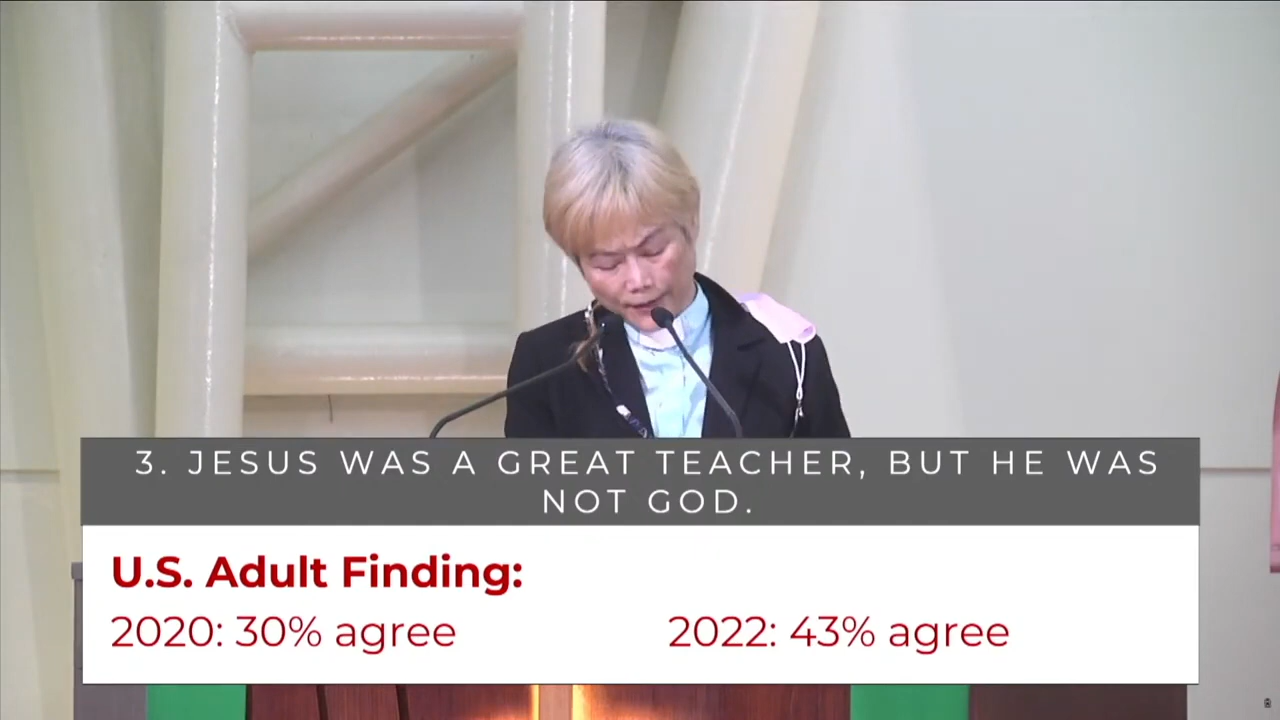 3. JESUS WAS A GREAT TEACHER, BUT HE WAS
NOT GOD.
U.S. Adult Finding:
2020: 30% agree
2022: 43% agree